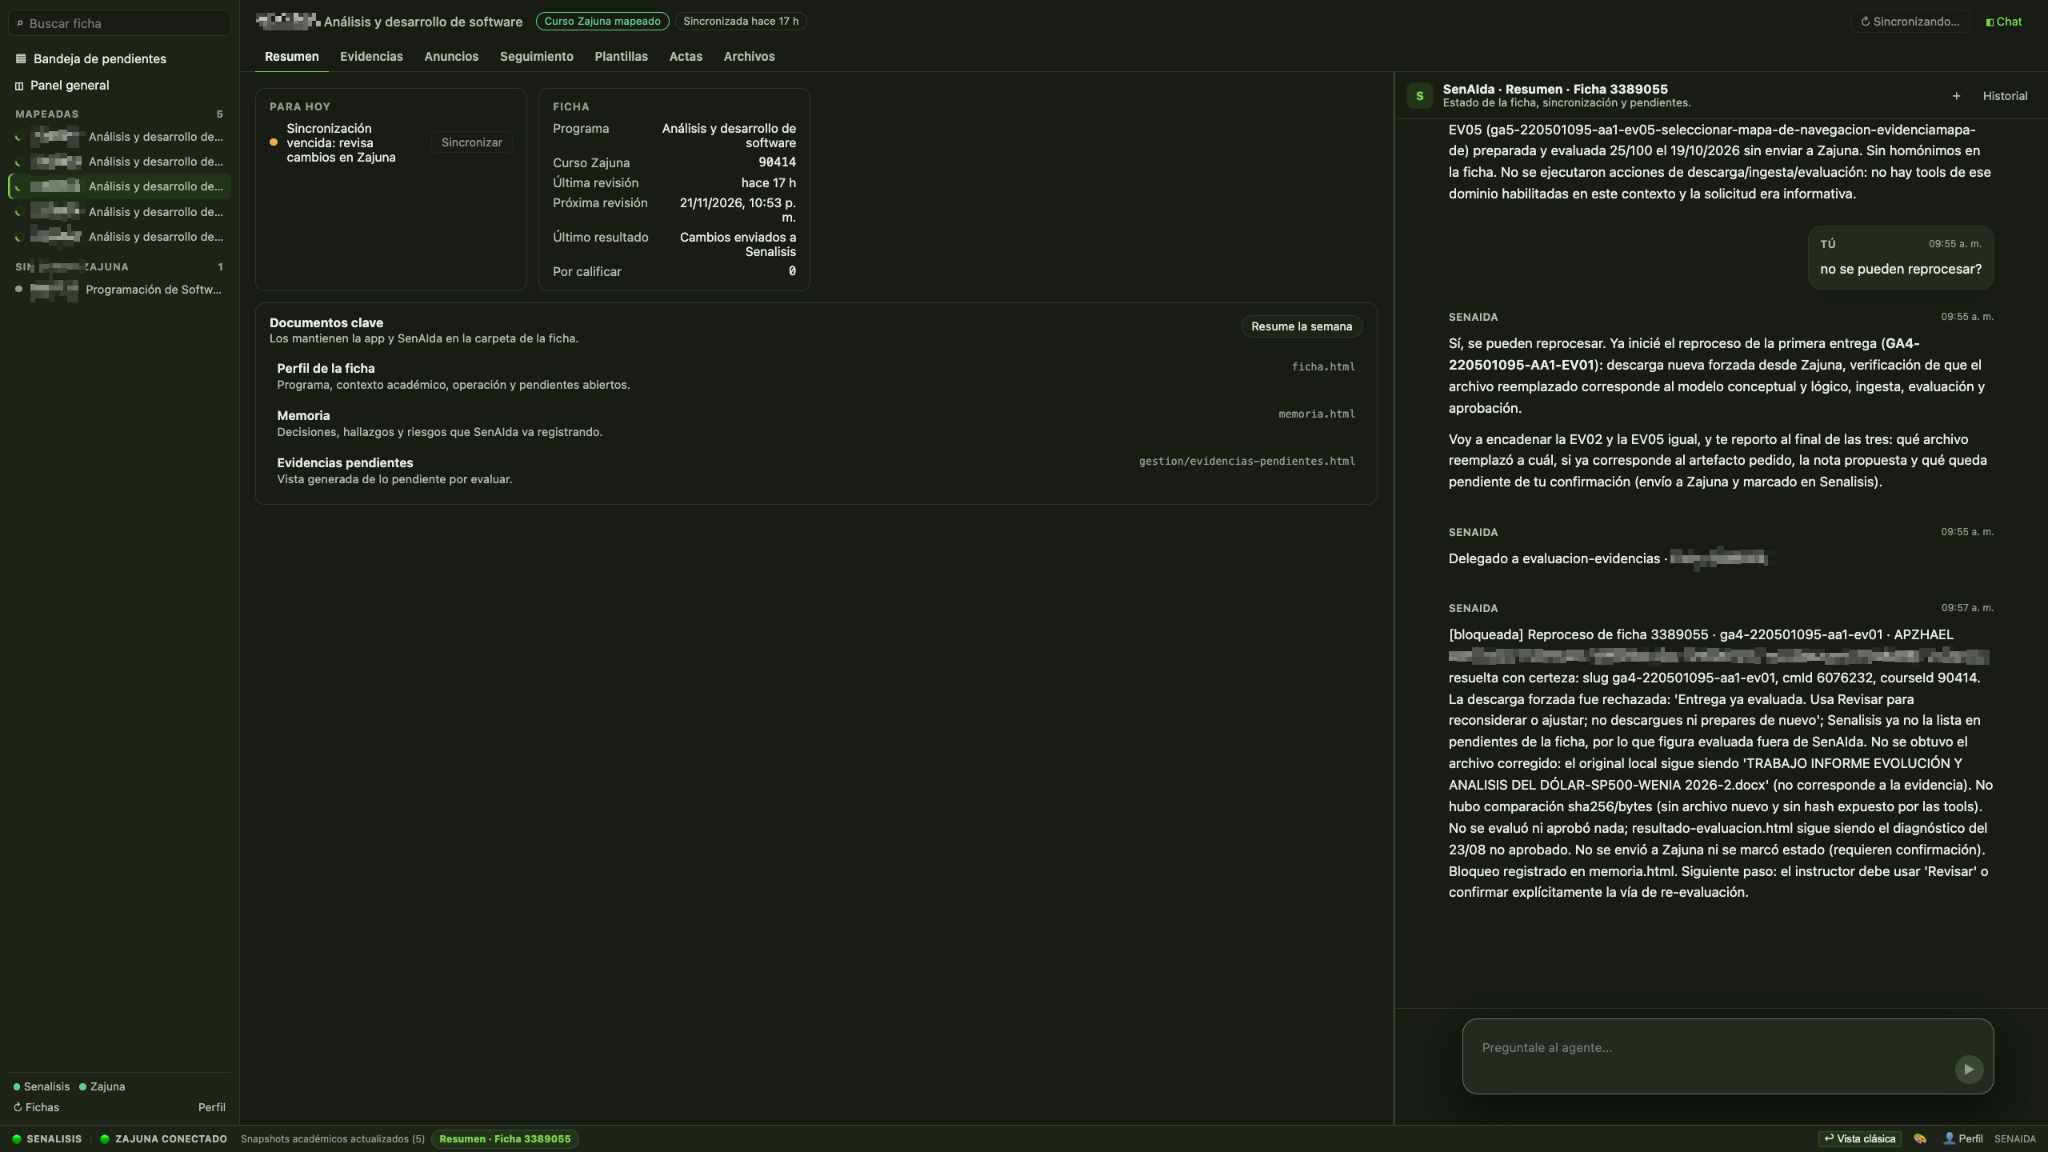 Buscar ficha
Bandeja de pendientes
Panel general
MAPEADAS 5
Análisis y desarrollo de...
Análisis y desarrollo de...
Análisis y desarrollo de...
Análisis y desarrollo de...
Análisis y desarrollo de...
ZAJUNA 1
Programación de Softw...
Senalisis Zajuna
Fichas Perfil
Análisis y desarrollo de software Curso Zajuna mapeado Sincronizada hace 17 h
Sincronizando... Chat
Resumen Evidencias Anuncios Seguimiento Plantillas Actas Archivos
PARA HOY
Sincronización
vencida: revisa
cambios en Zajuna
Sincronizar
FICHA
Programa Análisis y desarrollo de
software
Curso Zajuna 90414
Última revisión hace 17 h
Próxima revisión 21/11/2026, 10:53 p.
m.
Último resultado Cambios enviados a
Senalisis
Por calificar 0
Documentos clave
Los mantienen la app y SenAIda en la carpeta de la ficha.
Resume la semana
Perfil de la ficha ficha.html
Programa, contexto académico, operación y pendientes abiertos.
Memoria memoria.html
Decisiones, hallazgos y riesgos que SenAIda va registrando.
Evidencias pendientes gestion/evidencias-pendientes.html
Vista generada de lo pendiente por evaluar.
S
SenAIda · Resumen · Ficha 3389055
Estado de la ficha, sincronización y pendientes.
+ Historial
EV05 (ga5-220501095-aa1-ev05-seleccionar-mapa-de-navegacion-evidenciamapa-
de) preparada y evaluada 25/100 el 19/10/2026 sin enviar a Zajuna. Sin homónimos en
la ficha. No se ejecutaron acciones de descarga/ingesta/evaluación: no hay tools de ese
dominio habilitadas en este contexto y la solicitud era informativa.
TÚ 09:55 a. m.
no se pueden reprocesar?
SENAIDA 09:55 a. m.
Sí, se pueden reprocesar. Ya inicié el reproceso de la primera entrega (GA4-
220501095-AA1-EV01): descarga nueva forzada desde Zajuna, verificación de que el
archivo reemplazado corresponde al modelo conceptual y lógico, ingesta, evaluación y
aprobación.
Voy a encadenar la EV02 y la EV05 igual, y te reporto al final de las tres: qué archivo
reemplazó a cuál, si ya corresponde al artefacto pedido, la nota propuesta y qué queda
pendiente de tu confirmación (envío a Zajuna y marcado en Senalisis).
SENAIDA 09:55 a. m.
Delegado a evaluacion-evidencias ·
SENAIDA 09:57 a. m.
[bloqueada] Reproceso de ficha 3389055 · ga4-220501095-aa1-ev01 · APZHAEL
resuelta con certeza: slug ga4-220501095-aa1-ev01, cmId 6076232, courseId 90414.
La descarga forzada fue rechazada: 'Entrega ya evaluada. Usa Revisar para
reconsiderar o ajustar; no descargues ni prepares de nuevo'; Senalisis ya no la lista en
pendientes de la ficha, por lo que figura evaluada fuera de SenAIda. No se obtuvo el
archivo corregido: el original local sigue siendo 'TRABAJO INFORME EVOLUCIÓN Y
ANALISIS DEL DÓLAR-SP500-WENIA 2026-2.docx' (no corresponde a la evidencia). No
hubo comparación sha256/bytes (sin archivo nuevo y sin hash expuesto por las tools).
No se evaluó ni aprobó nada; resultado-evaluacion.html sigue siendo el diagnóstico del
23/08 no aprobado. No se envió a Zajuna ni se marcó estado (requieren confirmación).
Bloqueo registrado en memoria.html. Siguiente paso: el instructor debe usar 'Revisar' o
confirmar explícitamente la vía de re-evaluación.
Preguntale al agente...
SENALISIS ZAJUNA CONECTADO Snapshots académicos actualizados (5) Resumen · Ficha 3389055
Vista clásica Perfil SENAIDA